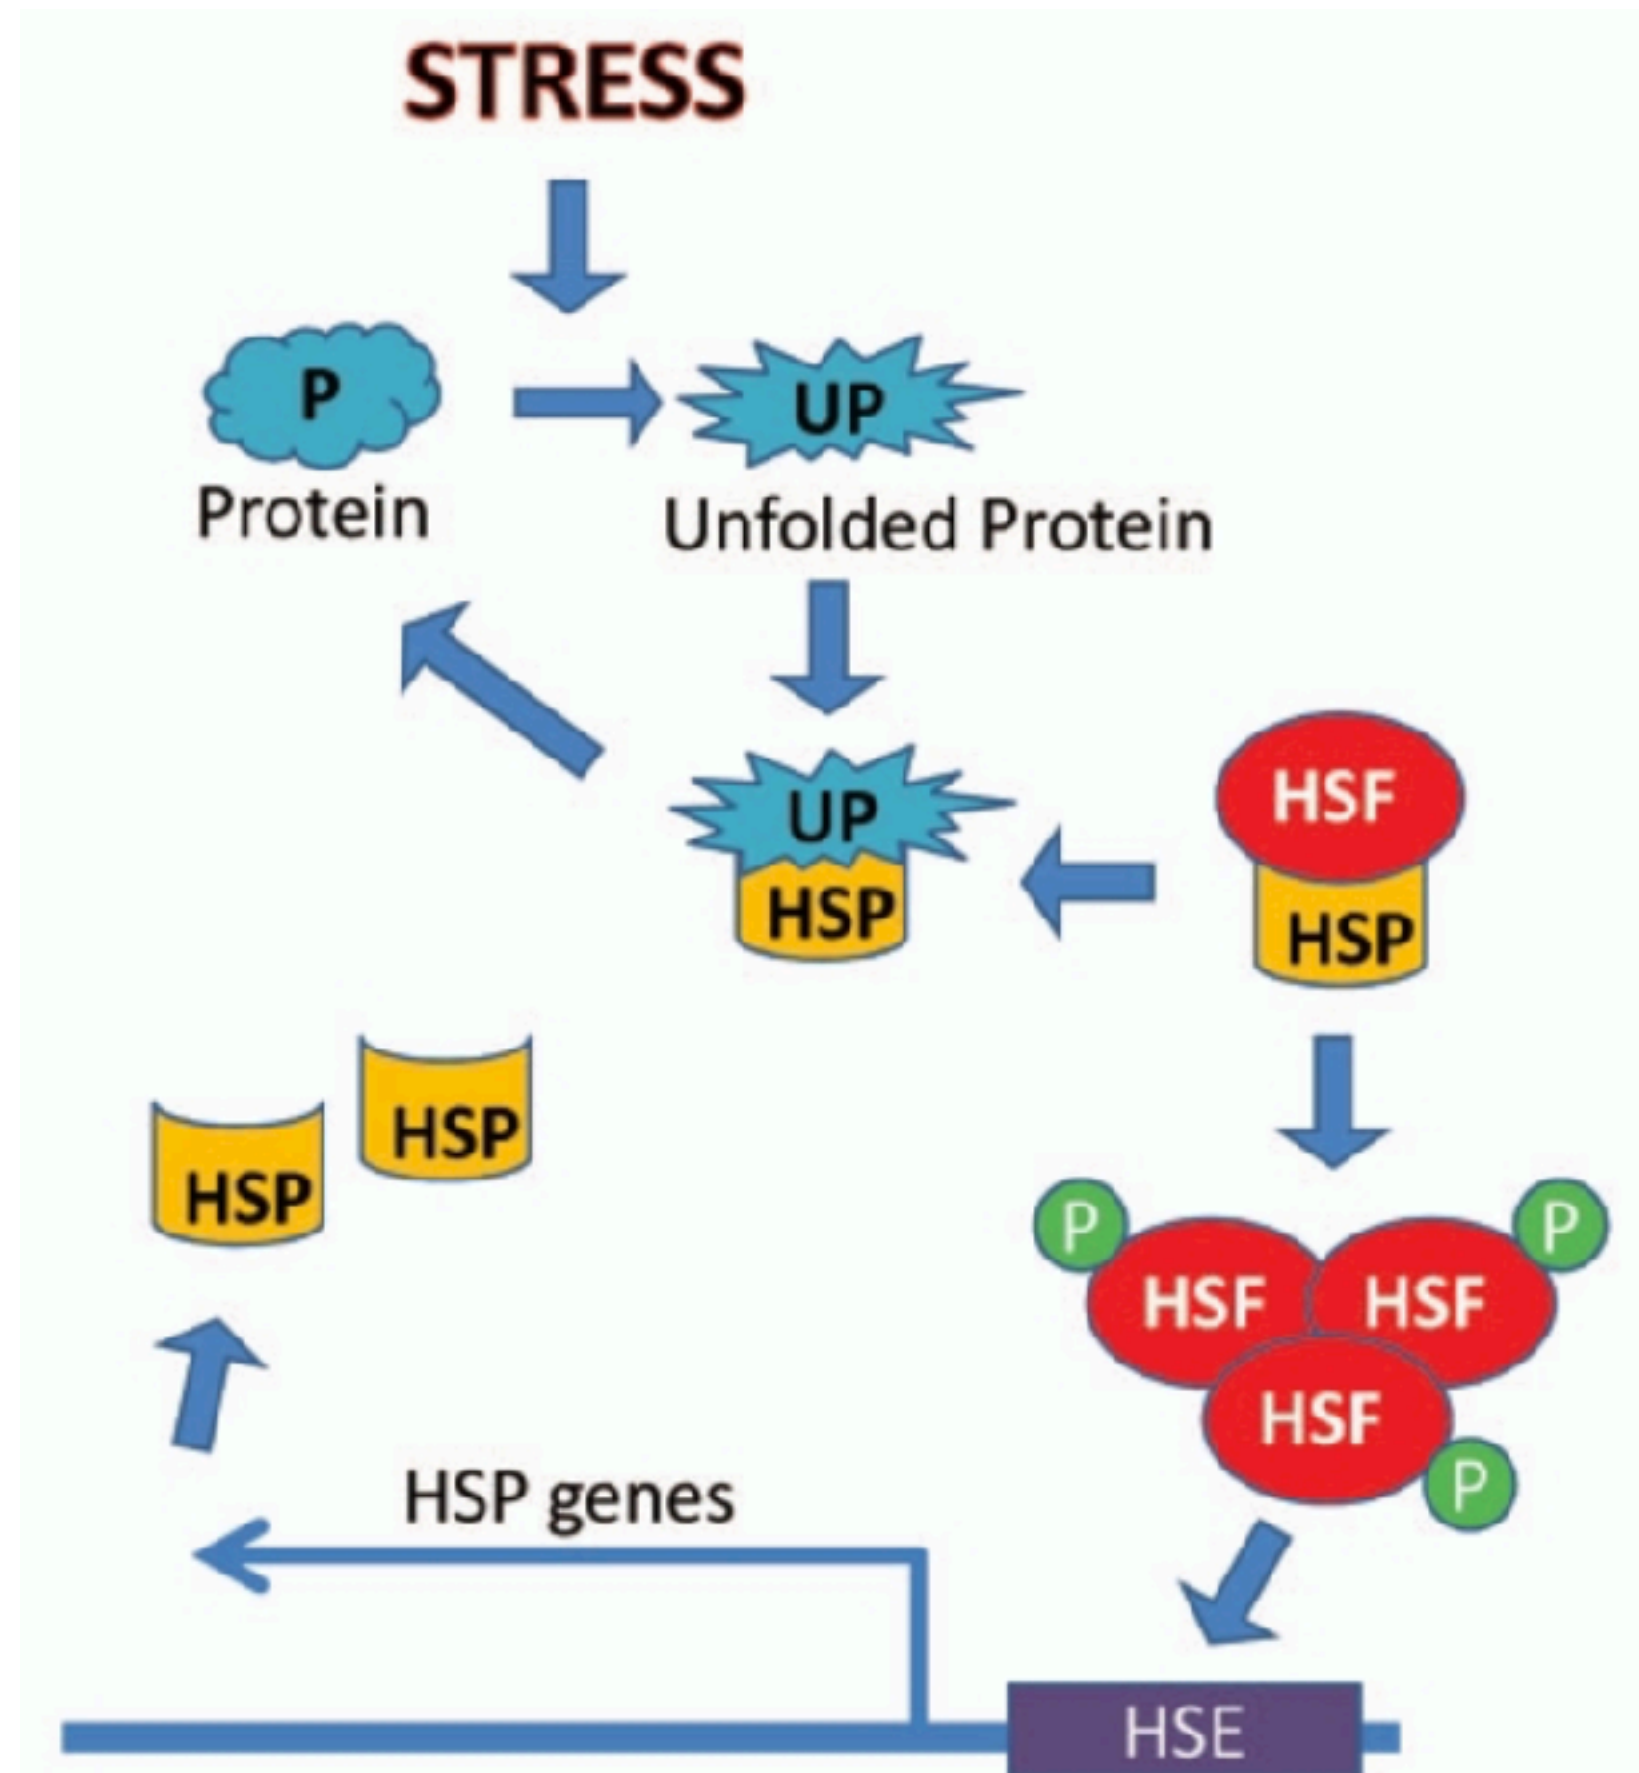 STRESS
P
UP
Protein
Unfolded Protein
UP
HSP
HSF
HSP
HSP
HSP
P
P
HSF
HSF
HSF
P
HSP genes
HSE